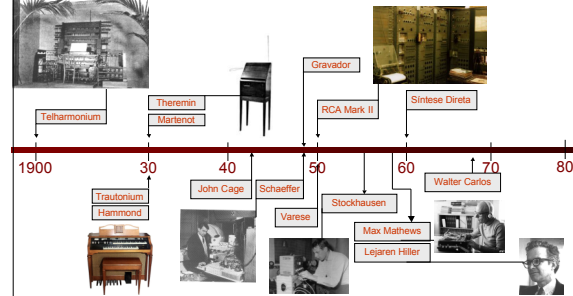 Gravador
Theremin
RCA Mark II
Síntese Direta
Telharmonium
Martenot
1900 30 40 50 60 70 80
Trautonium
John Cage
Schaeffer
Walter Carlos
Hammond
Stockhausen
Varese
Max Mathews
Lejaren Hiller